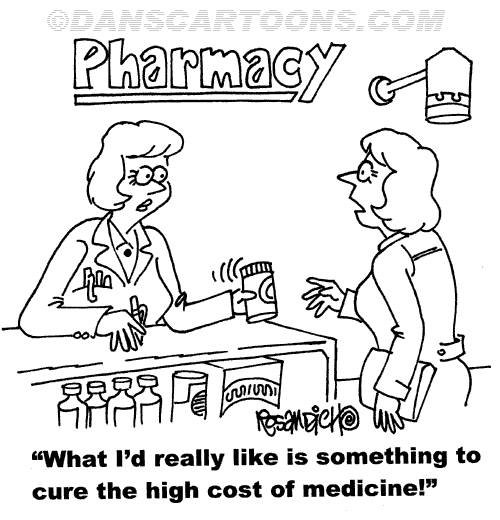 © DANSCARTOONS.COM
Pharmacy
ROSANDICH©
“What I’d really like is something to
cure the high cost of medicine!”